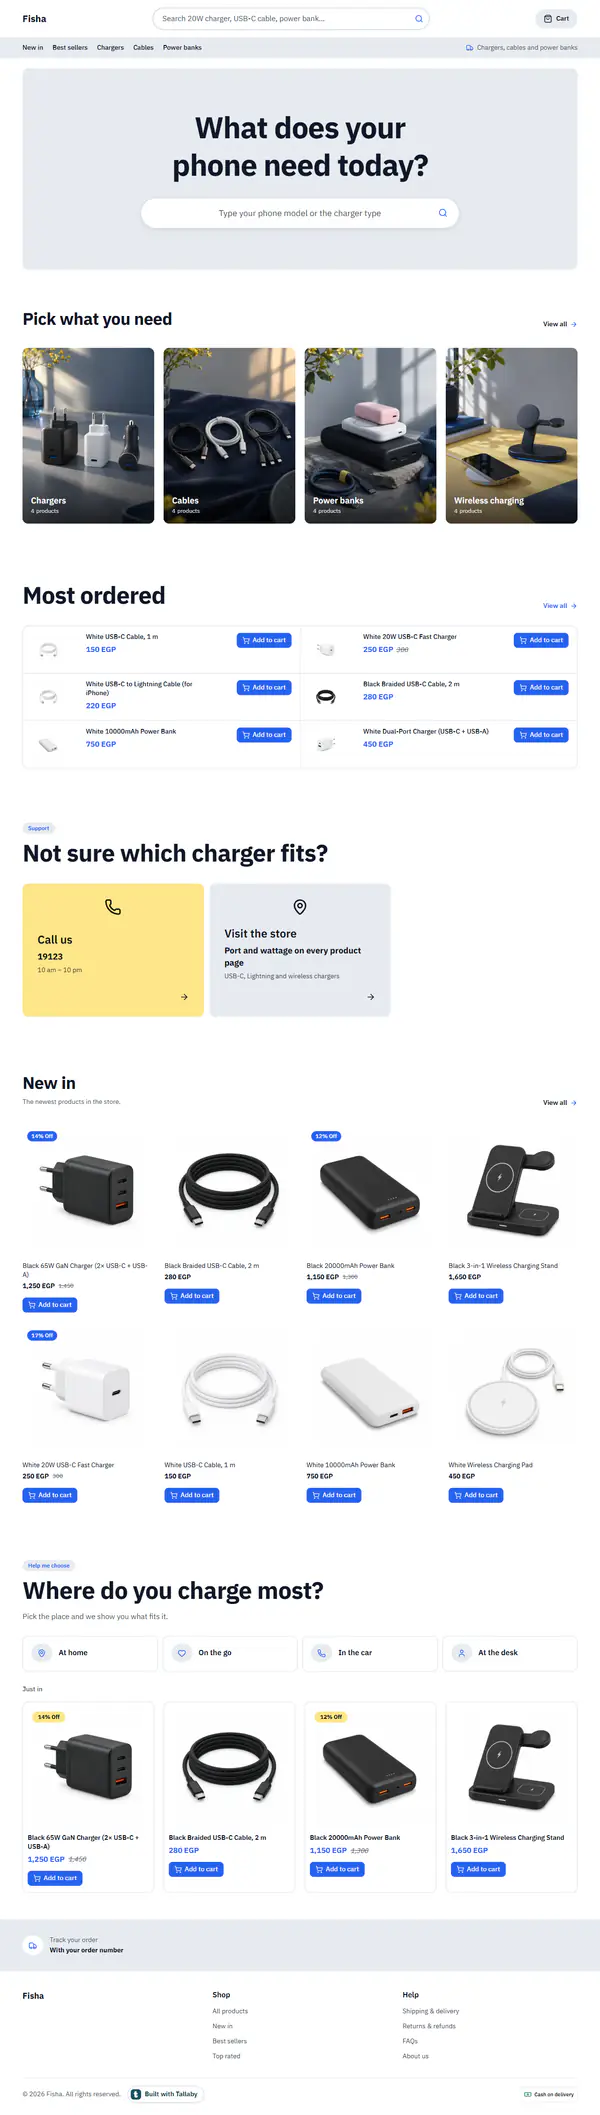 Fisha
Search 20W charger, USB-C cable, power bank...
Cart
New in
Best sellers
Chargers
Cables
Power banks
Chargers, cables and power banks
What does your
phone need today?
Type your phone model or the charger type
Pick what you need
View all
Chargers
4 products
Cables
4 products
Power banks
4 products
Wireless charging
4 products
Most ordered
View all
White USB-C Cable, 1 m
150 EGP
Add to cart
White 20W USB-C Fast Charger
250 EGP 300
Add to cart
White USB-C to Lightning Cable (for
iPhone)
220 EGP
Add to cart
Black Braided USB-C Cable, 2 m
280 EGP
Add to cart
White 10000mAh Power Bank
750 EGP
Add to cart
White Dual-Port Charger (USB-C + USB-A)
450 EGP
Add to cart
Support
Not sure which charger fits?
Call us
19123
10 am – 10 pm
Visit the store
Port and wattage on every product
page
USB-C, Lightning and wireless chargers
New in
The newest products in the store.
View all
14% Off
Black 65W GaN Charger (2× USB-C + USB-
A)
1,250 EGP 1,450
Add to cart
Black Braided USB-C Cable, 2 m
280 EGP
Add to cart
12% Off
Black 20000mAh Power Bank
1,150 EGP 1,300
Add to cart
Black 3-in-1 Wireless Charging Stand
1,650 EGP
Add to cart
17% Off
White 20W USB-C Fast Charger
250 EGP 300
Add to cart
White USB-C Cable, 1 m
150 EGP
Add to cart
White 10000mAh Power Bank
750 EGP
Add to cart
White Wireless Charging Pad
450 EGP
Add to cart
Help me choose
Where do you charge most?
Pick the place and we show you what fits it.
At home
On the go
In the car
At the desk
Just in
14% Off
Black 65W GaN Charger (2× USB-C +
USB-A)
1,250 EGP 1,450
Add to cart
Black Braided USB-C Cable, 2 m
280 EGP
Add to cart
12% Off
Black 20000mAh Power Bank
1,150 EGP 1,300
Add to cart
Black 3-in-1 Wireless Charging Stand
1,650 EGP
Add to cart
Track your order
With your order number
Fisha
Shop
All products
New in
Best sellers
Top rated
Help
Shipping & delivery
Returns & refunds
FAQs
About us
© 2026 Fisha. All rights reserved.
t Built with Tallaby
Cash on delivery